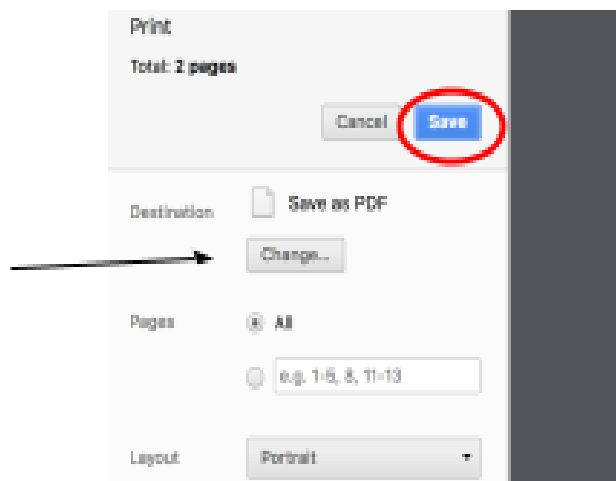 Print
Total: 2 pages
Cancel Save
Destination Save as PDF
Change...
Pages All
e.g. 1-5, 8, 11-13
Layout Portrait